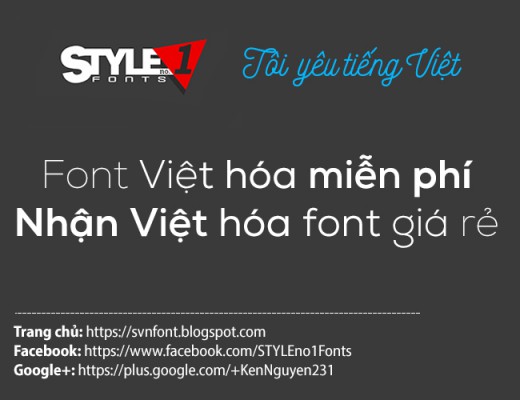 STYLE no 1 FONTS
Tôi yêu tiếng Việt
Font Việt hóa miễn phí
Nhận Việt hóa font giá rẻ
Trang chủ: https://svnfont.blogspot.com
Facebook: https://www.facebook.com/STYLEno1Fonts
Google+: https://plus.google.com/+KenNguyen231